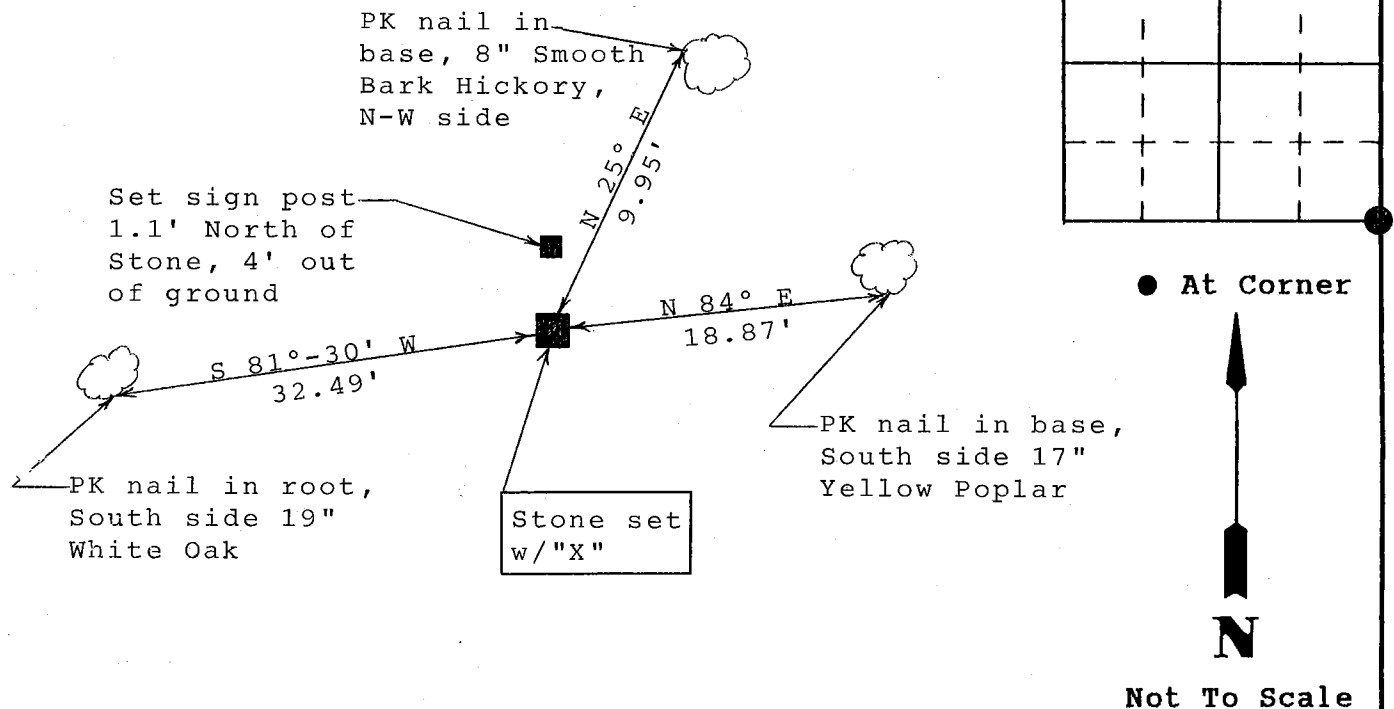 PK nail in
base, 8" Smooth
Bark Hickory,
N-W side
N 25° E
9.95'
Set sign post
1.1' North of
Stone, 4' out
of ground
● At Corner
N 84° E
18.87'
S 81°-30' W
32.49'
PK nail in base,
South side 17"
Yellow Poplar
PK nail in root,
South side 19"
White Oak
Stone set
w/"X"
N
Not To Scale